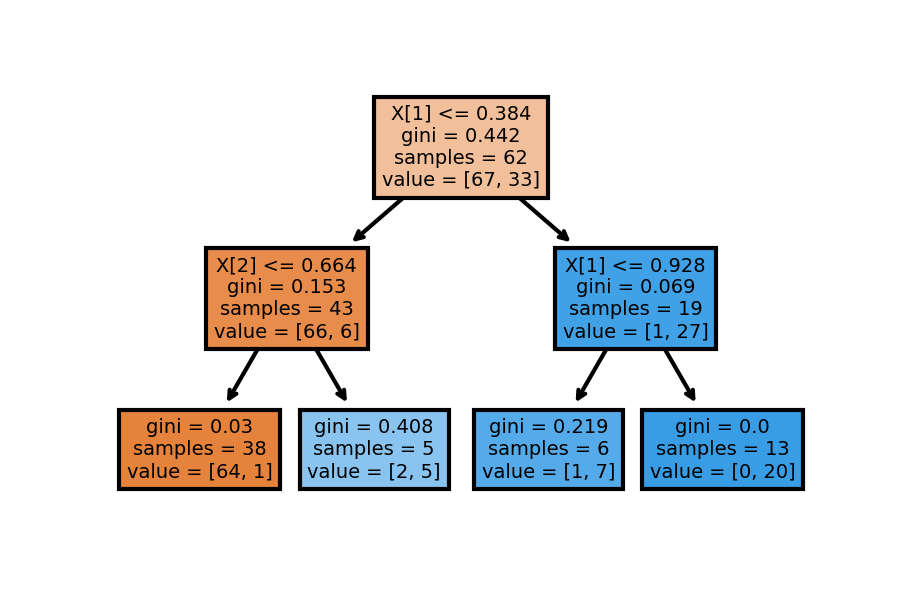 X[1] <= 0.384
gini = 0.442
samples = 62
value = [67, 33]
X[2] <= 0.664
gini = 0.153
samples = 43
value = [66, 6]
X[1] <= 0.928
gini = 0.069
samples = 19
value = [1, 27]
gini = 0.03
samples = 38
value = [64, 1]
gini = 0.408
samples = 5
value = [2, 5]
gini = 0.219
samples = 6
value = [1, 7]
gini = 0.0
samples = 13
value = [0, 20]